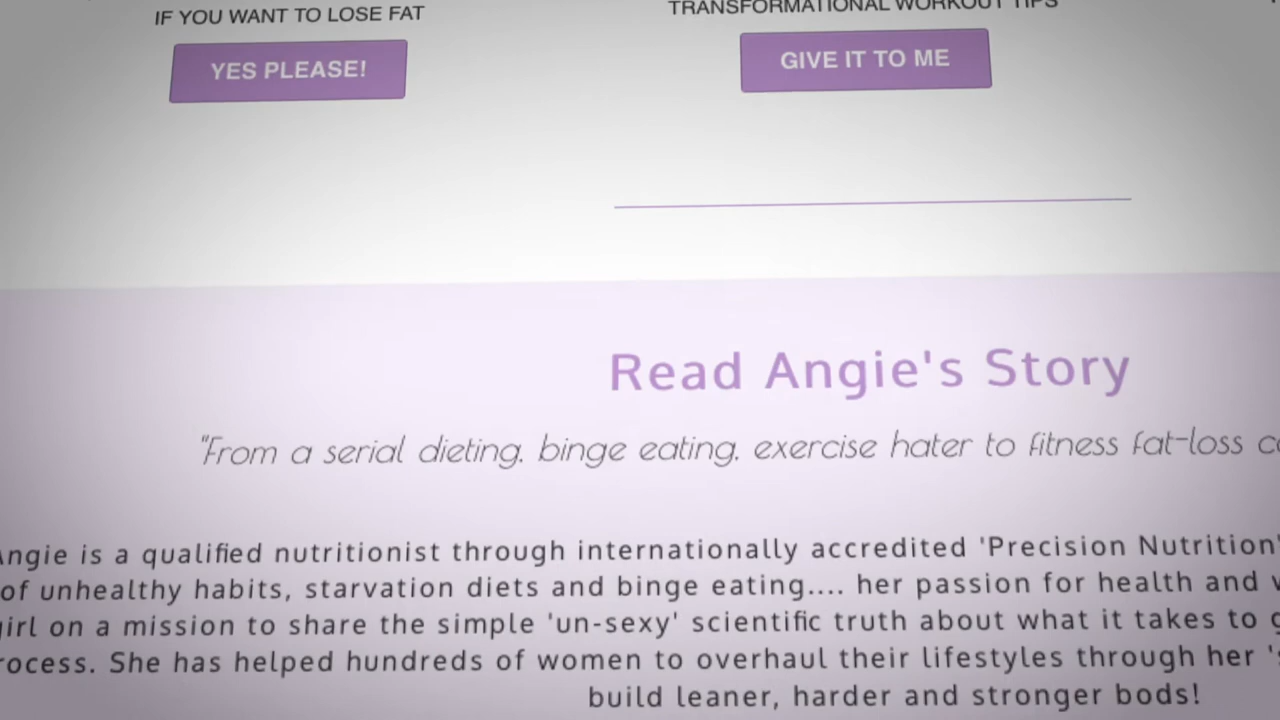 IF YOU WANT TO LOSE FAT
TRANSFORMATIONAL WORKOUT TIPS
YES PLEASE!
GIVE IT TO ME
Read Angie's Story
"From a serial dieting, binge eating, exercise hater to fitness fat-loss
Angie is a qualified nutritionist through internationally accredited 'Precision Nutrition'
of unhealthy habits, starvation diets and binge eating.... her passion for health and
girl on a mission to share the simple 'un-sexy' scientific truth about what it takes to
rocess. She has helped hundreds of women to overhaul their lifestyles through her
build leaner, harder and stronger bods!